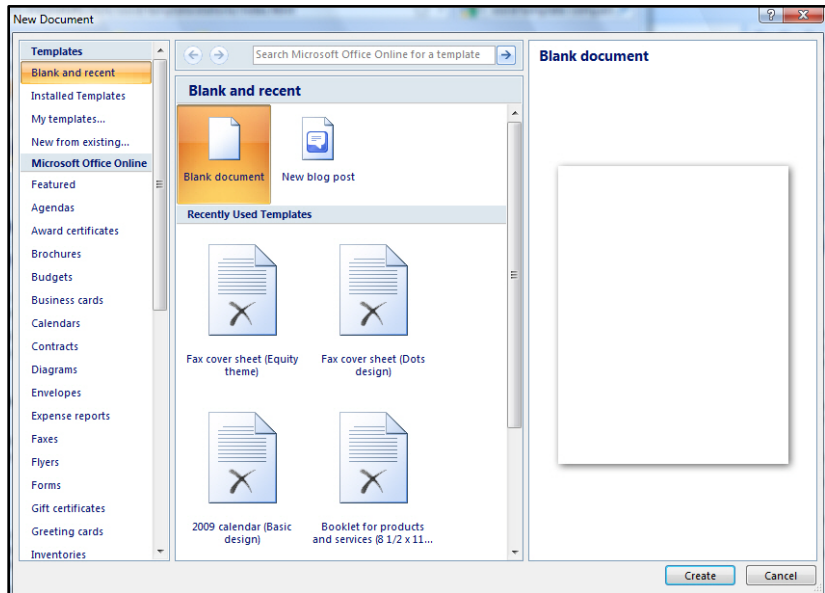 New Document
?
X
Templates
Blank and recent
Installed Templates
My templates...
New from existing...
Microsoft Office Online
Featured
Agendas
Award certificates
Brochures
Budgets
Business cards
Calendars
Contracts
Diagrams
Envelopes
Expense reports
Faxes
Flyers
Forms
Gift certificates
Greeting cards
Inventories
Search Microsoft Office Online for a template
Blank and recent
Blank document
New blog post
Recently Used Templates
Fax cover sheet (Equity
theme)
Fax cover sheet (Dots
design)
2009 calendar (Basic
design)
Booklet for products
and services (8 1/2 x 11...
Blank document
Create
Cancel